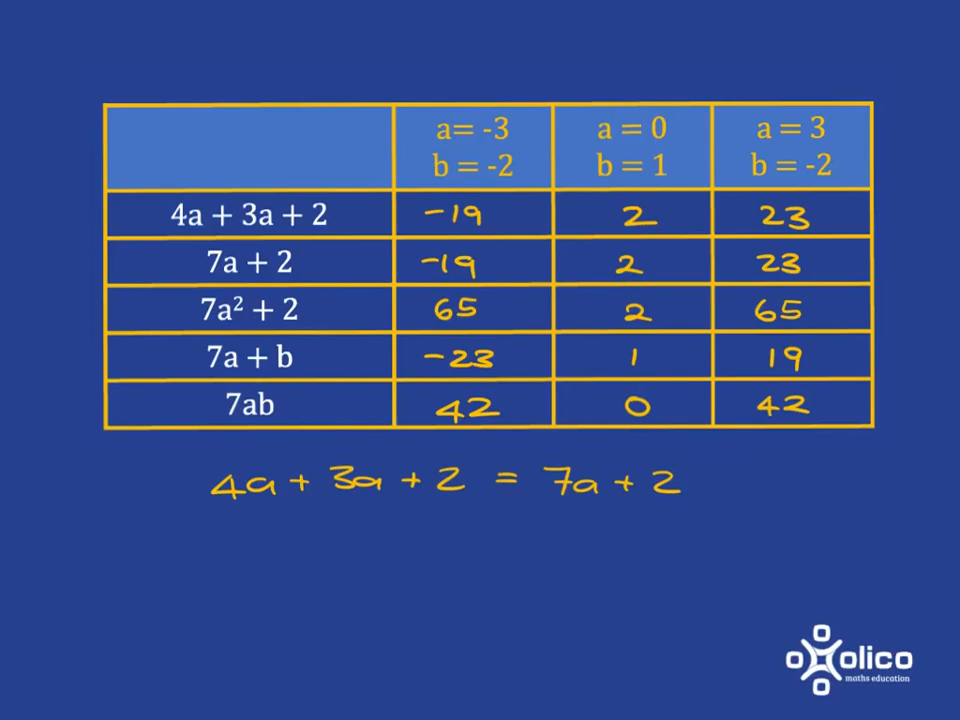 a= -3 a = 0 a = 3
b = -2 b = 1 b = -2
4a + 3a + 2 -19 2 23
7a + 2 -19 2 23
7a² + 2 65 2 65
7a + b -23 1 19
7ab 42 0 42
4a + 3a + 2 = 7a + 2
olico
maths education